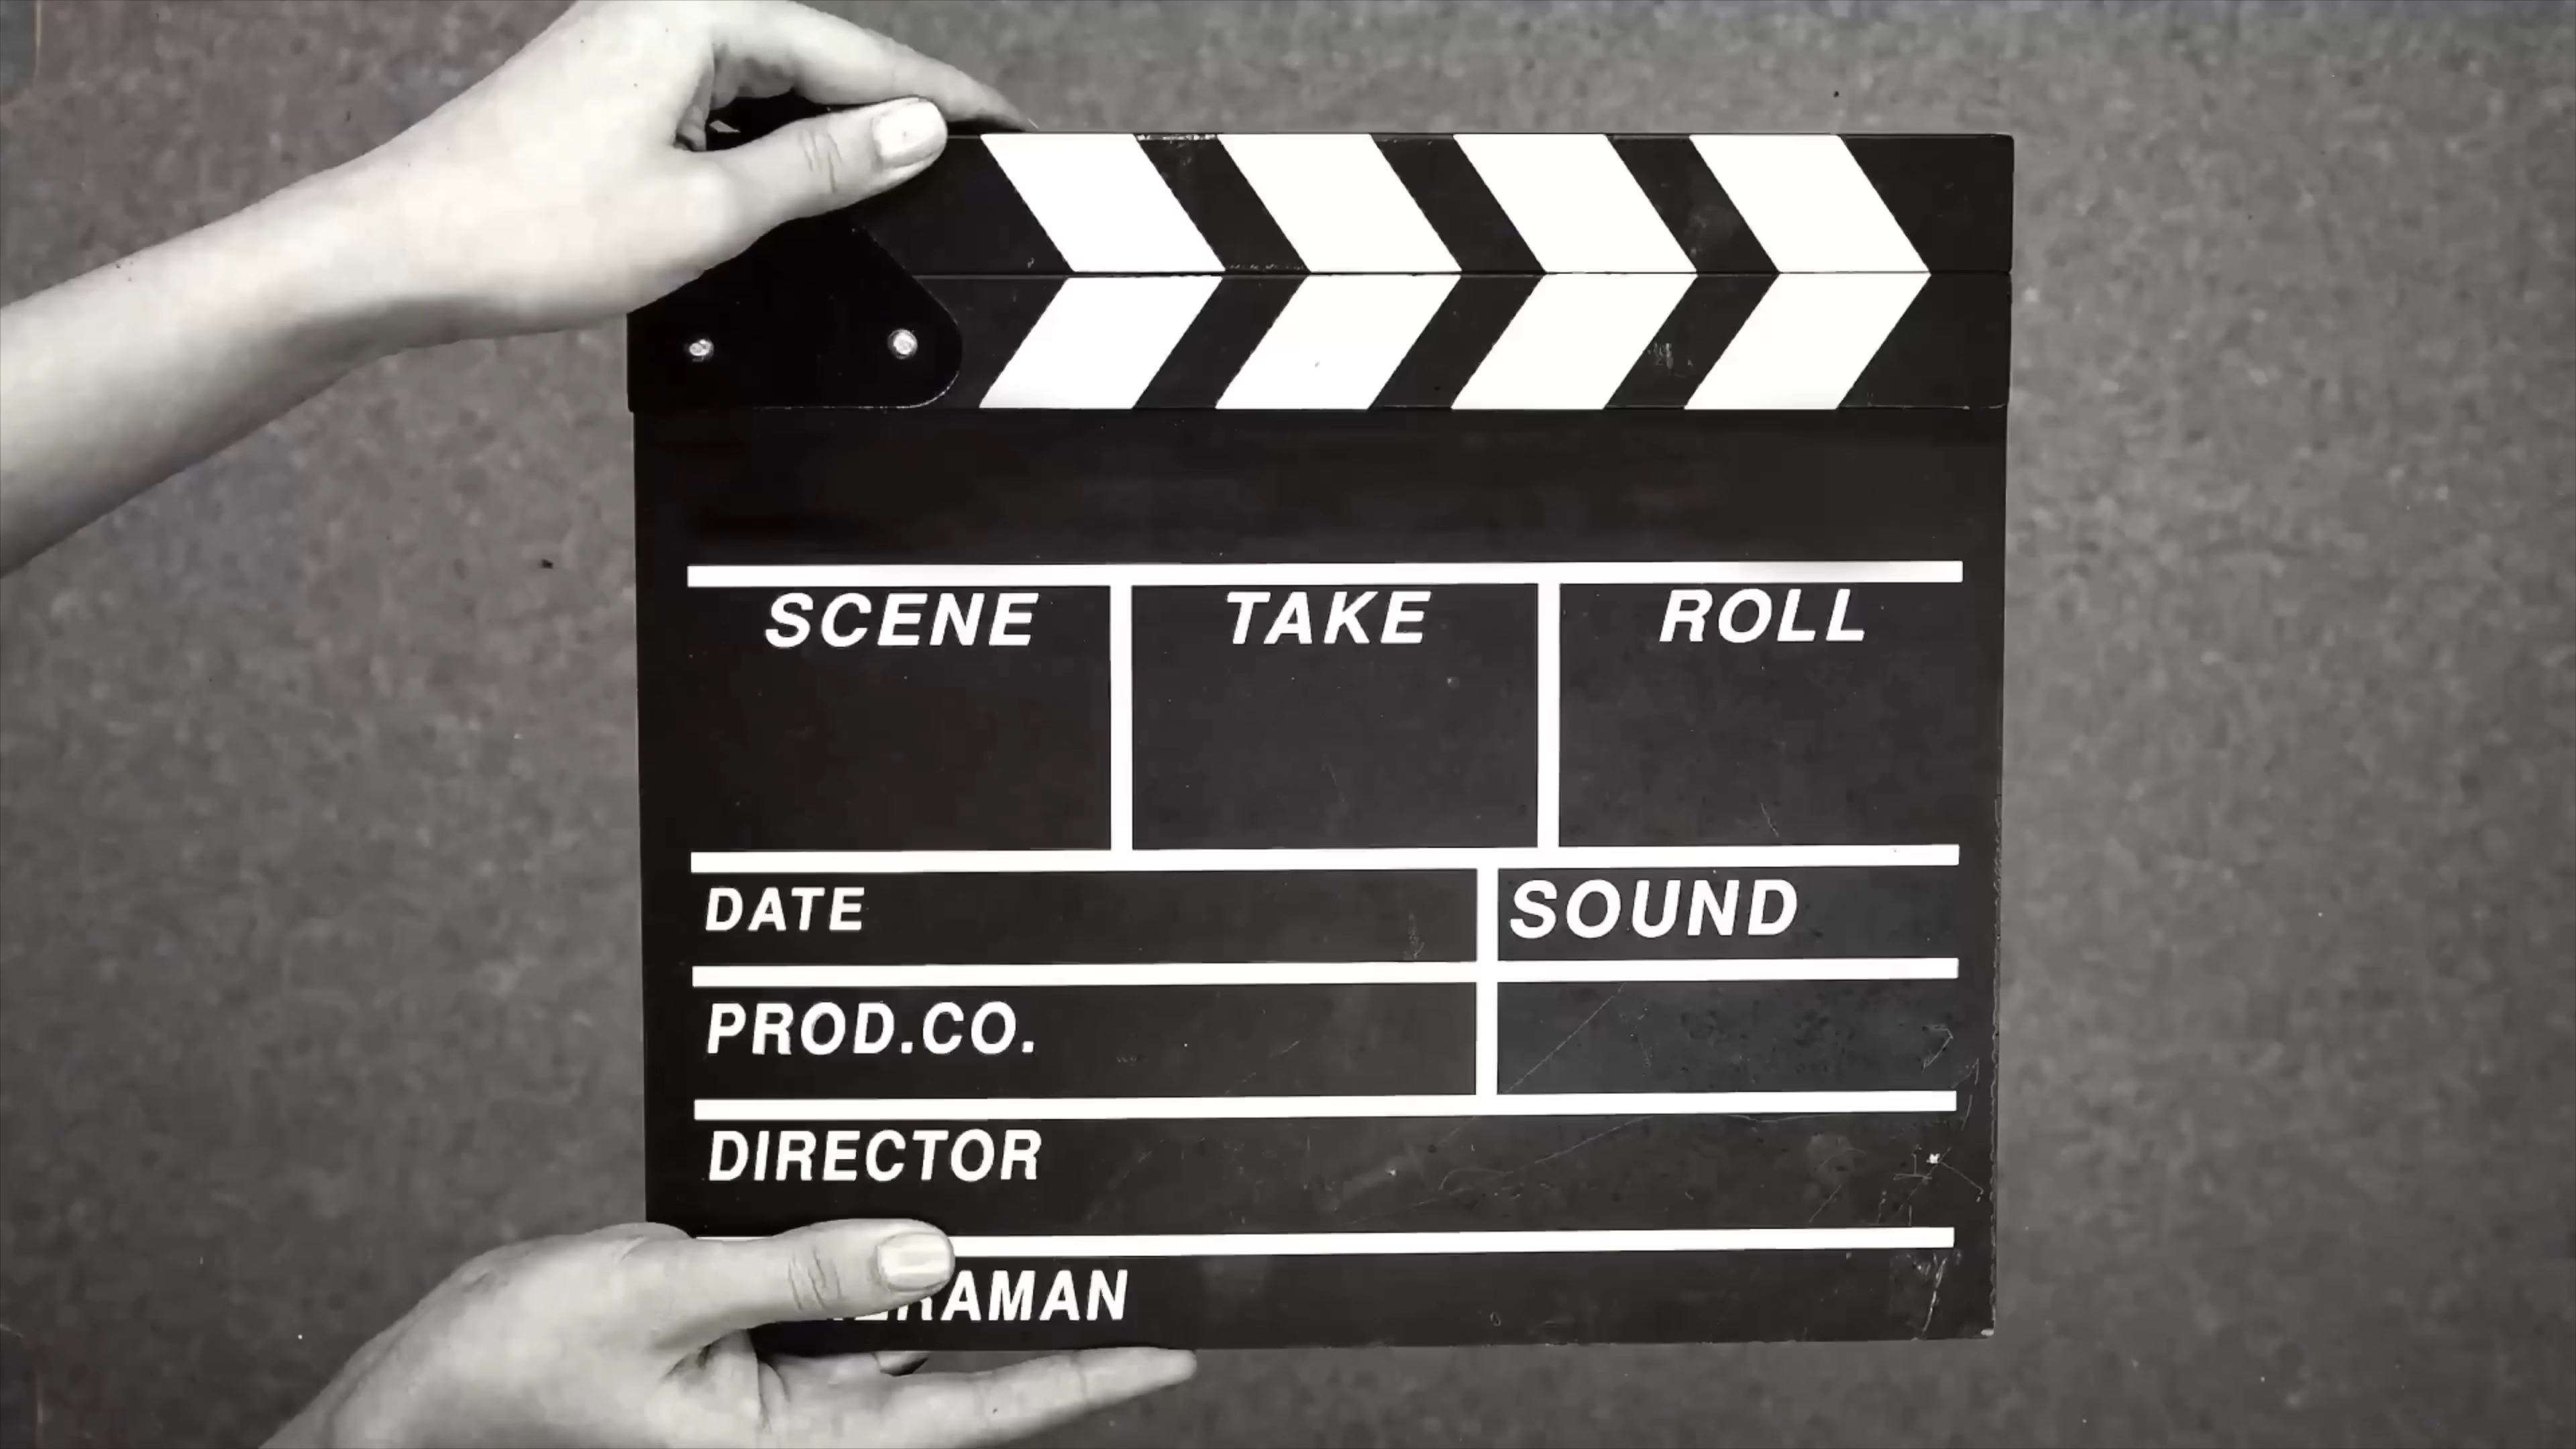 SCENE TAKE ROLL
DATE SOUND
PROD.CO.
DIRECTOR